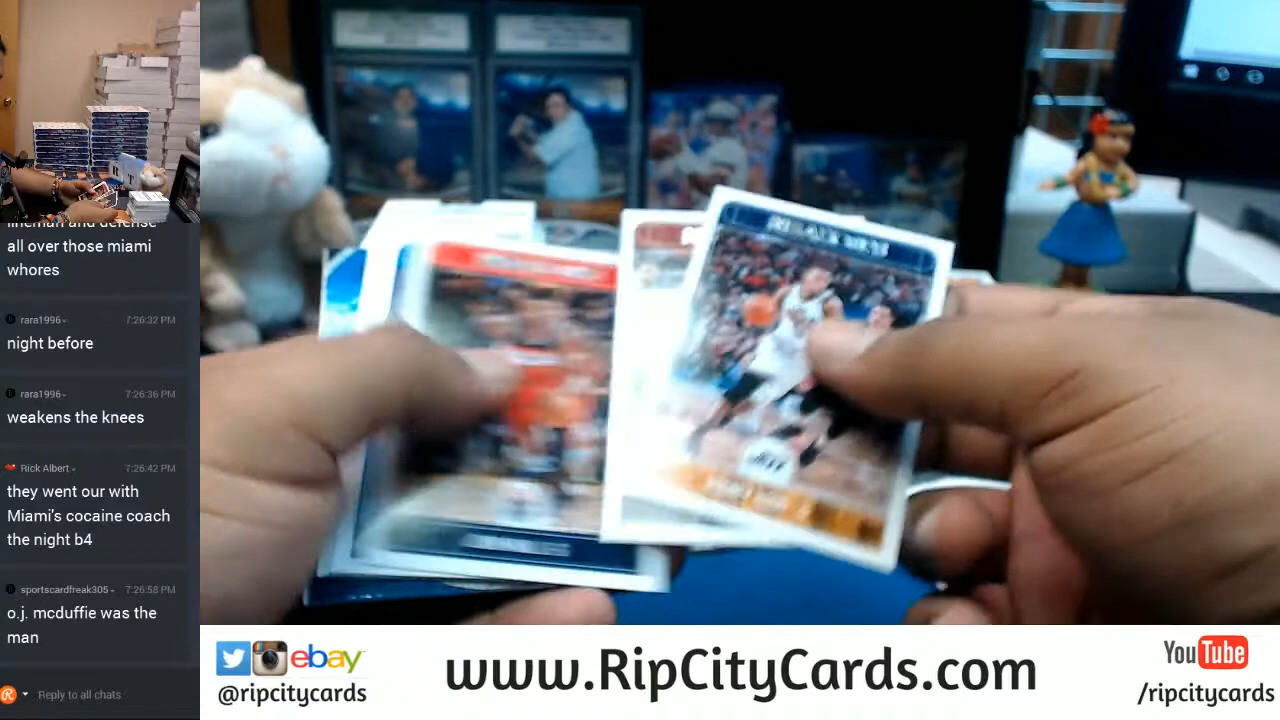 lineman and defense
all over those miami
whores
rara1996
7:26:32 PM
night before
rara1996
7:26:36 PM
weakens the knees
Rick Albert
7:26:42 PM
they went our with
Miami's cocaine coach
the night b4
sportscardfreak305
7:26:58 PM
o.j. mcduffie was the
man
Reply to all chats
ebay
@ripcitycards
www.RipCityCards.com
YouTube
/ripcitycards